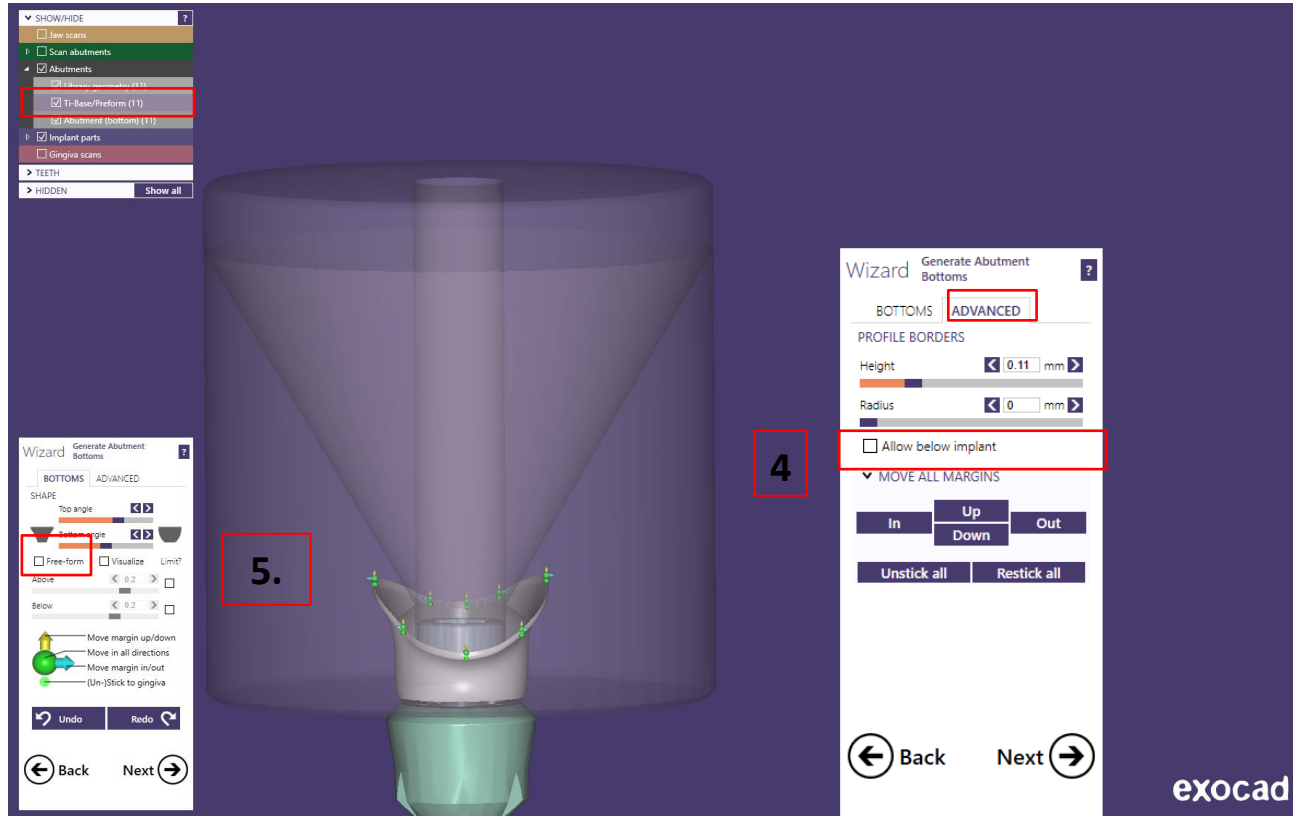 SHOW/HIDE ?
Jaw scans
Scan abutments
Abutments
Library geometry (11)
Ti-Base/Preform (11)
Abutment (bottom) (11)
Implant parts
Gingiva scans
TEETH
HIDDEN Show all
Wizard Generate Abutment Bottoms ?
BOTTOMS ADVANCED
SHAPE
Top angle
Bottom angle
Free-form Visualize Limit?
Above 0.2
Below 0.2
Move margin up/down
Move in all directions
Move margin in/out
(Un-)Stick to gingiva
Undo Redo
Back Next
5.
4
Wizard Generate Abutment Bottoms ?
BOTTOMS ADVANCED
PROFILE BORDERS
Height 0.11 mm
Radius 0 mm
Allow below implant
MOVE ALL MARGINS
In Up Out
Down
Unstick all Restick all
Back Next
exocad